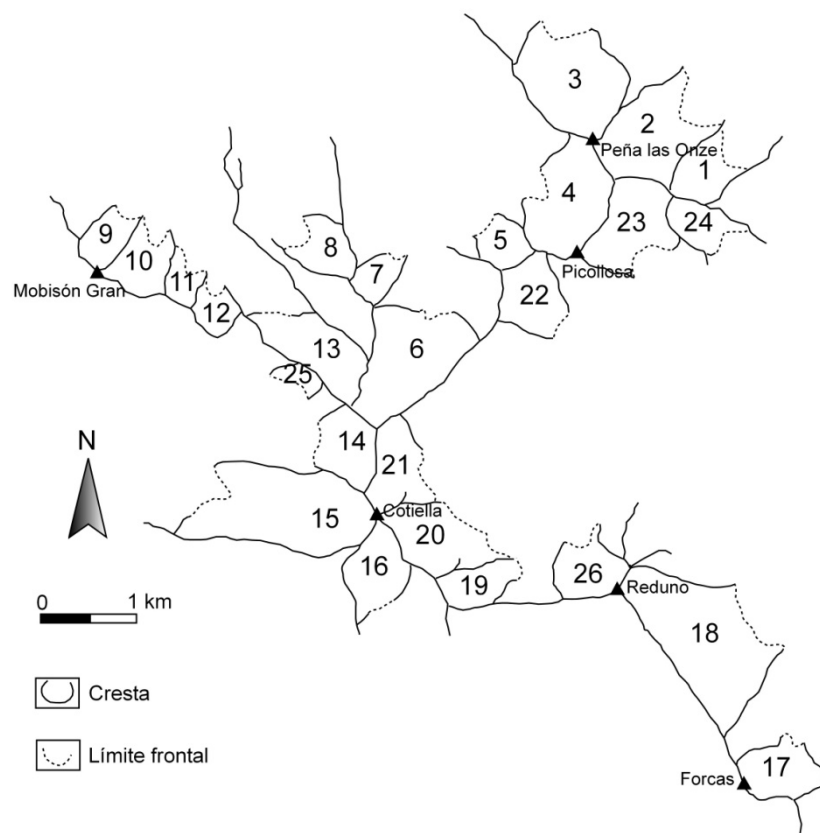 3
2
Peña las Onze
1
4
23
24
5
8
9
10
7
Picollosa
11
Mobisón Gran
22
12
13
6
25
14
21
N
15
Cotiella
20
16
19
26
Reduno
0 1 km
18
Cresta
Límite frontal
17
Forcas